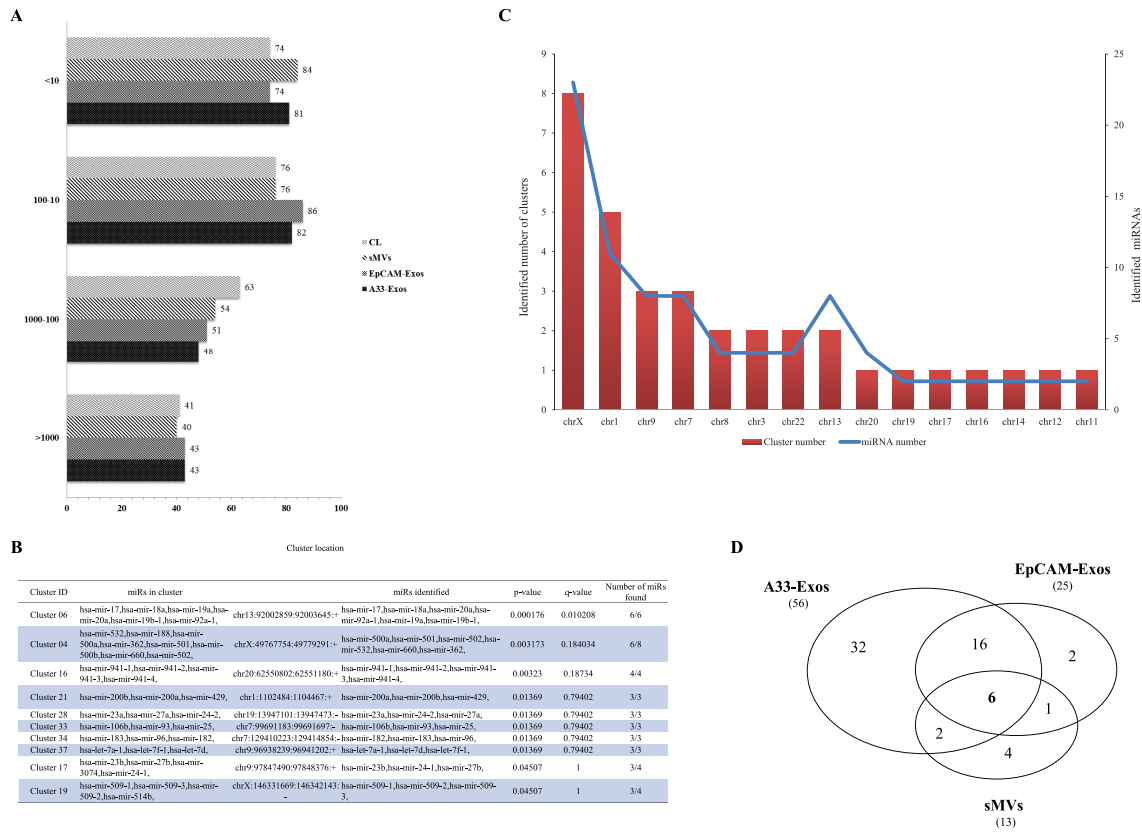 A
<10
74
84
74
81
100-10
76
76
86
82
1000-100
63
54
51
48
>1000
41
40
43
43
0
20
40
60
80
100
CL
sMVs
EpCAM-Exos
A33-Exos
C
Identified number of clusters
9
8
7
6
5
4
3
2
1
0
25
20
15
10
5
0
Identified miRNAs
chrX
chr1
chr9
chr7
chr8
chr3
chr22
chr13
chr20
chr19
chr17
chr16
chr14
chr12
chr11
Cluster number
miRNA number
B
Cluster location
Cluster ID miRs in cluster miRs identified p-value q-value Number of miRs
found
Cluster 06 hsa-mir-17,hsa-mir-18a,hsa-mir-19a,hsa-
mir-20a,hsa-mir-19b-1,hsa-mir-92a-1, chr13:92002859:92003645:+ hsa-mir-17,hsa-mir-18a,hsa-mir-20a,hsa-
mir-92a-1,hsa-mir-19a,hsa-mir-19b-1, 0.000176 0.010208 6/6
Cluster 04 hsa-mir-532,hsa-mir-188,hsa-mir-
500a,hsa-mir-362,hsa-mir-501,hsa-mir-
500b,hsa-mir-660,hsa-mir-502, chrX:49767754:49779291:+ hsa-mir-500a,hsa-mir-501,hsa-mir-502,hsa-
mir-532,hsa-mir-660,hsa-mir-362, 0.003173 0.184034 6/8
Cluster 16 hsa-mir-941-1,hsa-mir-941-2,hsa-mir-
941-3,hsa-mir-941-4, chr20:62550802:62551180:+ hsa-mir-941-1,hsa-mir-941-2,hsa-mir-941-
3,hsa-mir-941-4, 0.00323 0.18734 4/4
Cluster 21 hsa-mir-200b,hsa-mir-200a,hsa-mir-429, chr1:1102484:1104467:+ hsa-mir-200a,hsa-mir-200b,hsa-mir-429, 0.01369 0.79402 3/3
Cluster 28 hsa-mir-23a,hsa-mir-27a,hsa-mir-24-2, chr19:13947101:13947473:- hsa-mir-23a,hsa-mir-24-2,hsa-mir-27a, 0.01369 0.79402 3/3
Cluster 33 hsa-mir-106b,hsa-mir-93,hsa-mir-25, chr7:99691183:99691697:- hsa-mir-106b,hsa-mir-93,hsa-mir-25, 0.01369 0.79402 3/3
Cluster 34 hsa-mir-183,hsa-mir-96,hsa-mir-182, chr7:129410223:129414854:- hsa-mir-182,hsa-mir-183,hsa-mir-96, 0.01369 0.79402 3/3
Cluster 37 hsa-let-7a-1,hsa-let-7f-1,hsa-let-7d, chr9:96938239:96941202:+ hsa-let-7a-1,hsa-let-7d,hsa-let-7f-1, 0.01369 0.79402 3/3
Cluster 17 hsa-mir-23b,hsa-mir-27b,hsa-mir-
3074,hsa-mir-24-1, chr9:97847490:97848376:+ hsa-mir-23b,hsa-mir-24-1,hsa-mir-27b, 0.04507 1 3/4
Cluster 19 hsa-mir-509-1,hsa-mir-509-3,hsa-mir-
509-2,hsa-mir-514b, chrX:146331669:146342143:
- hsa-mir-509-1,hsa-mir-509-2,hsa-mir-509-
3, 0.04507 1 3/4
D
A33-Exos
(56)
EpCAM-Exos
(25)
32
16
2
6
1
2
4
sMVs
(13)